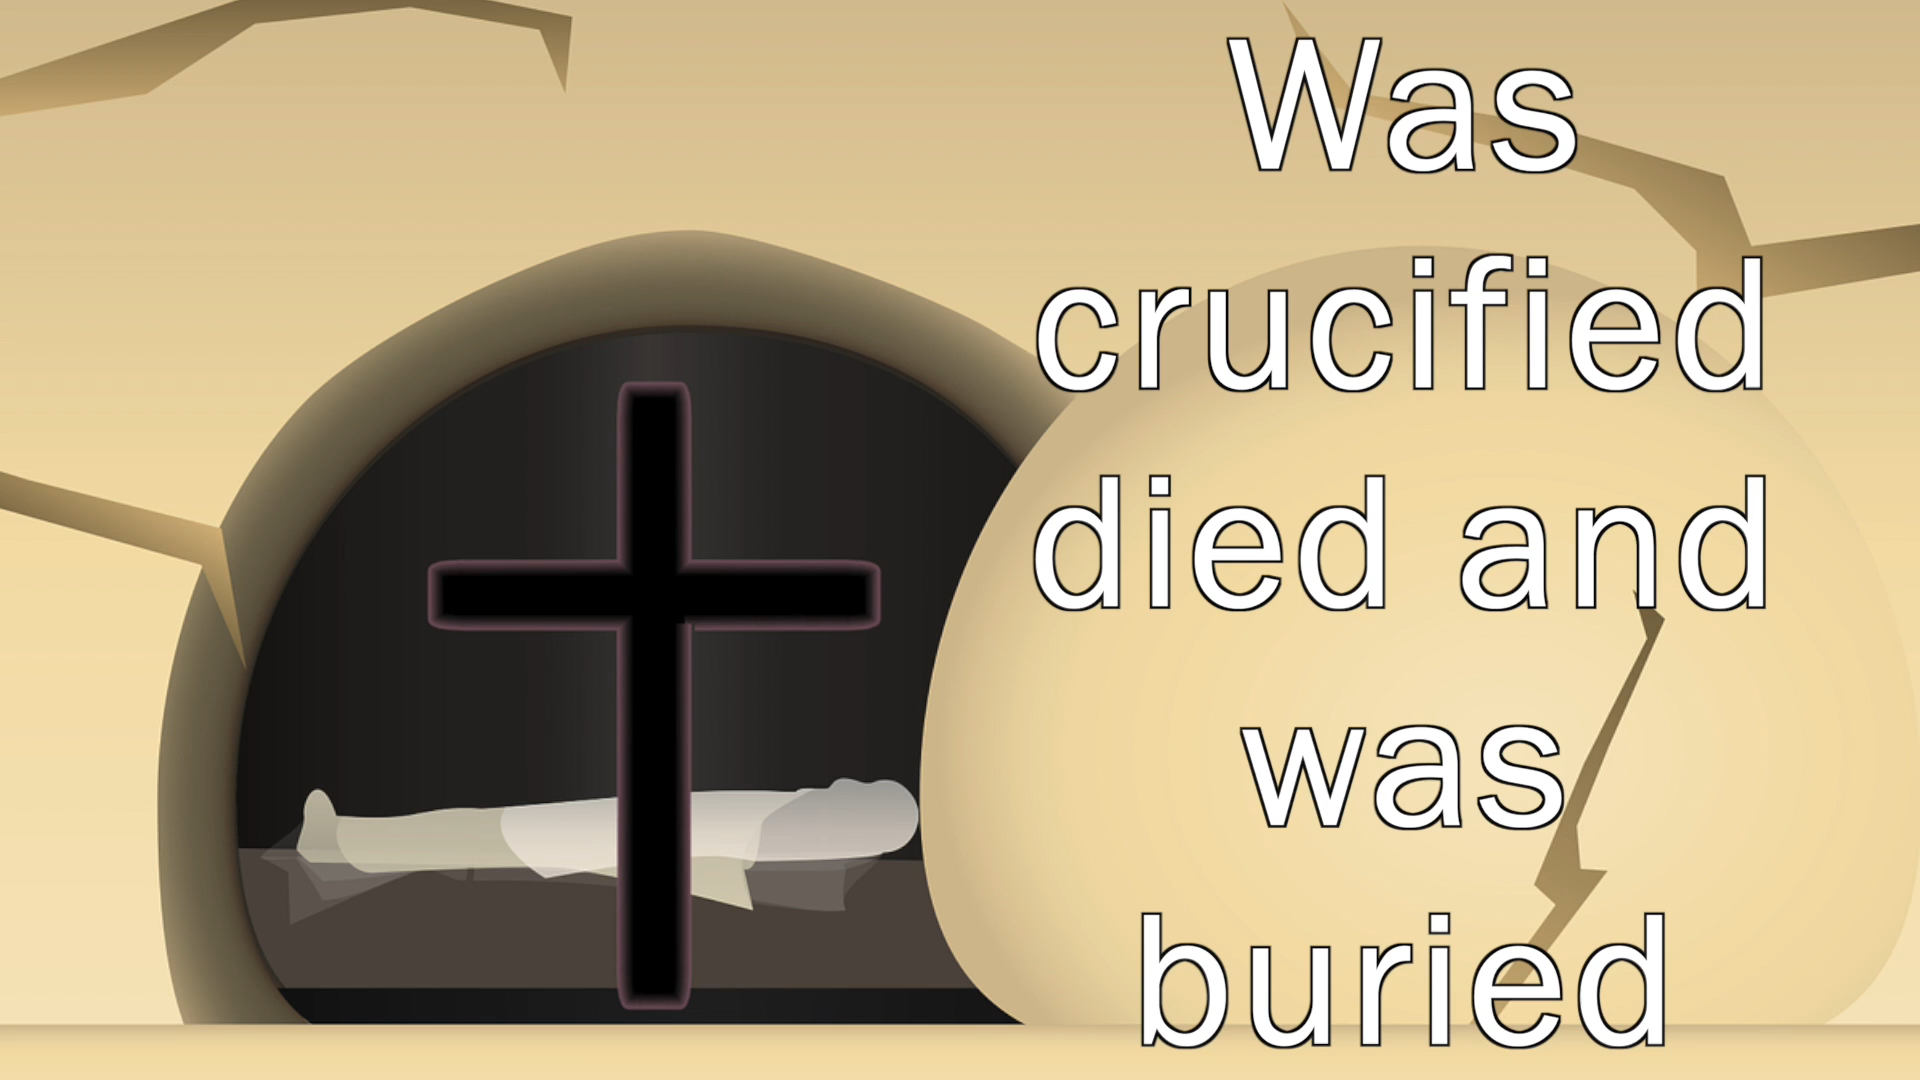 Was
crucified
died and
was
buried